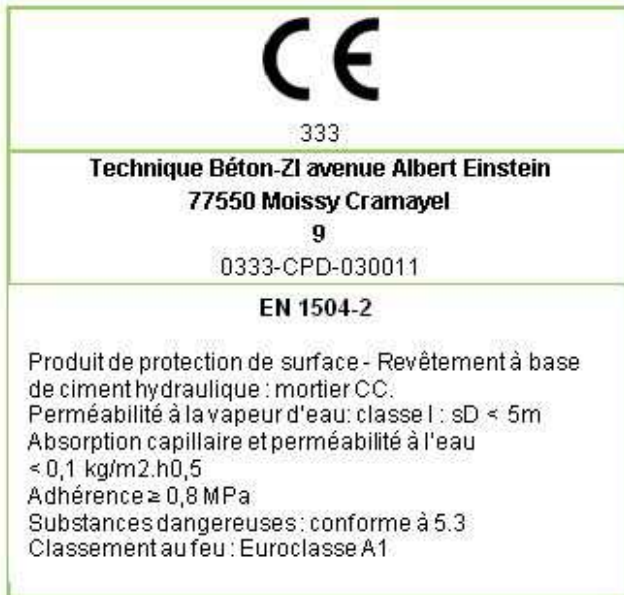 CE
333
Technique Béton-ZI avenue Albert Einstein
77550 Moissy Cramayel
9
0333-CPD-030011
EN 1504-2
Produit de protection de surface - Revêtement à base
de ciment hydraulique : mortier CC.
Perméabilité à la vapeur d'eau: classe I : sD < 5m
Absorption capillaire et perméabilité à l'eau
< 0,1 kg/m2.h0,5
Adhérence ≥ 0,8 MPa
Substances dangereuses : conforme à 5.3
Classement au feu : Euroclasse A1